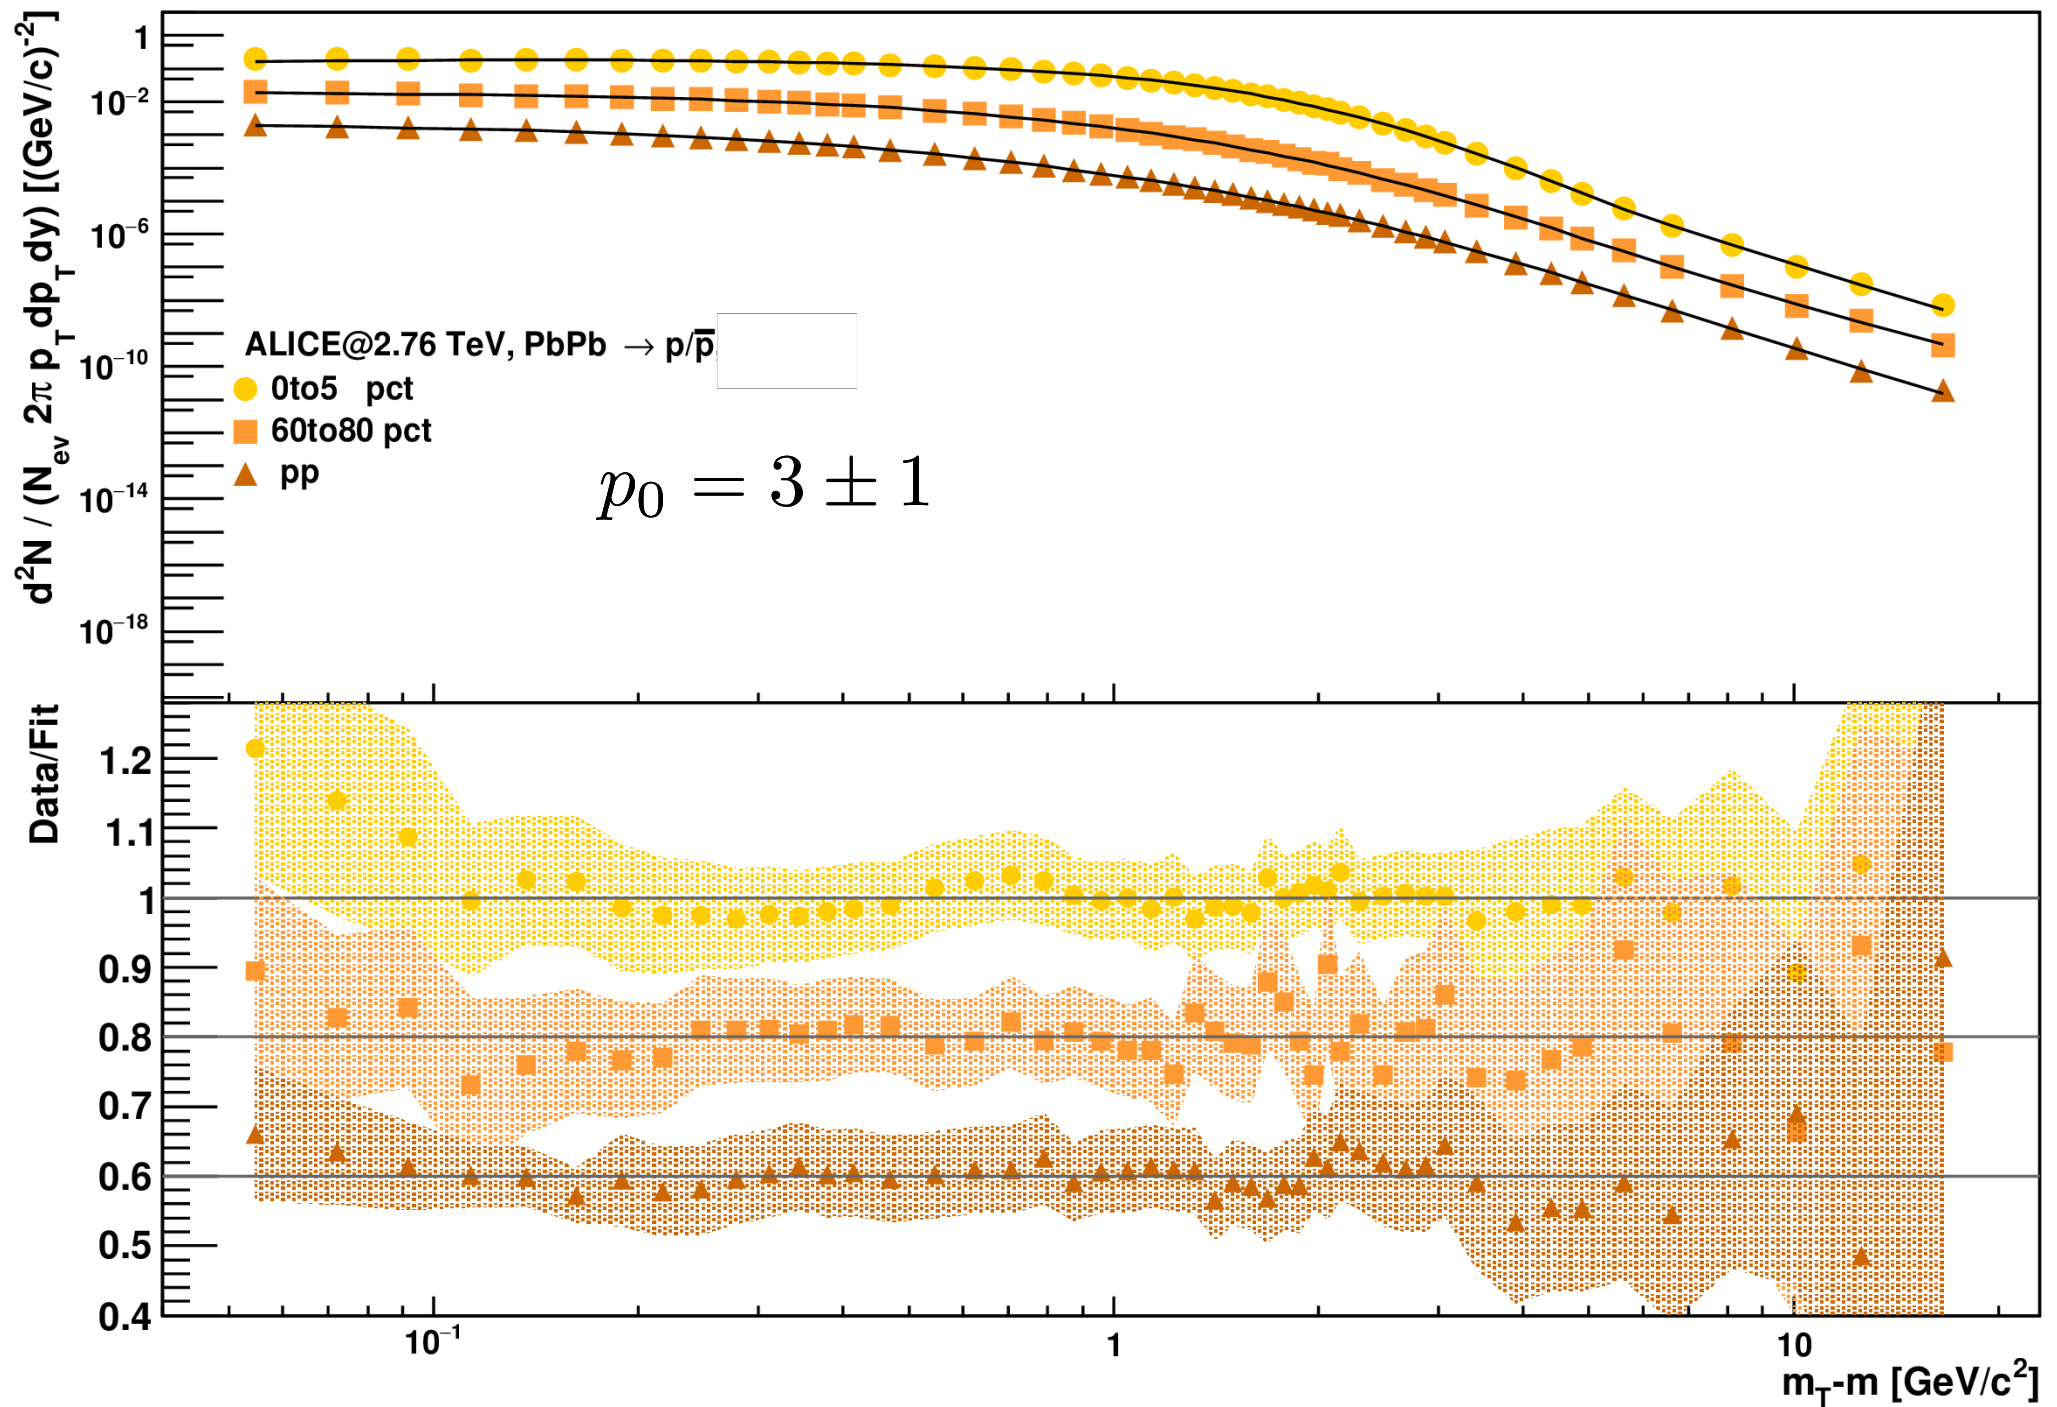 d²N / (N_ev 2π p_T dp_T dy) [(GeV/c)⁻²]
1
10⁻²
10⁻⁶
10⁻¹⁰
10⁻¹⁴
10⁻¹⁸
ALICE@2.76 TeV, PbPb → p/p̅
0to5 pct
60to80 pct
pp
p₀ = 3 ± 1
Data/Fit
1.2
1.1
1
0.9
0.8
0.7
0.6
0.5
0.4
10⁻¹ 1 10
m_T-m [GeV/c²]